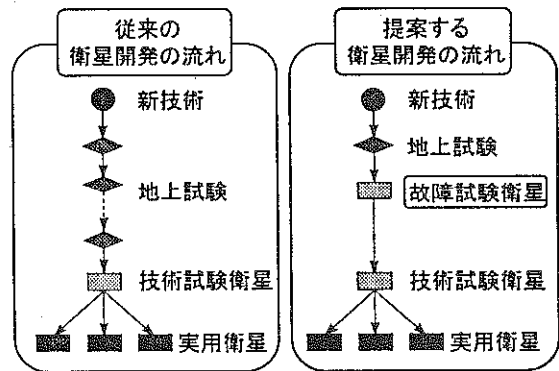 従来の
衛星開発の流れ
新技術
地上試験
技術試験衛星
実用衛星
提案する
衛星開発の流れ
新技術
地上試験
故障試験衛星
技術試験衛星
実用衛星